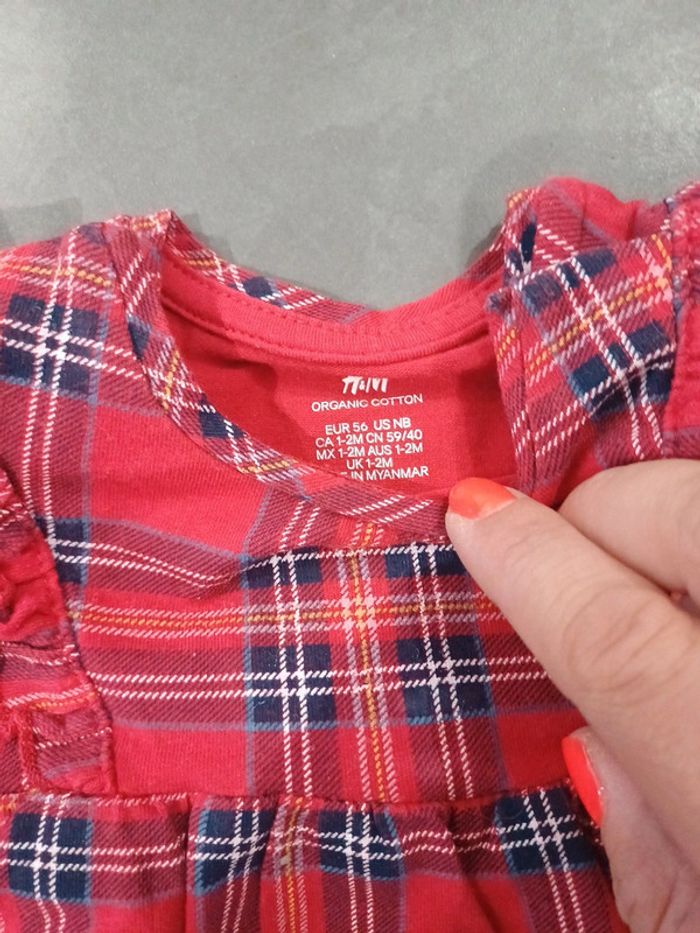 H&M
ORGANIC COTTON
EUR 56 US NB
CA 1-2M CN 59/40
MX 1-2M AUS 1-2M
UK 1-2M
IN MYANMAR